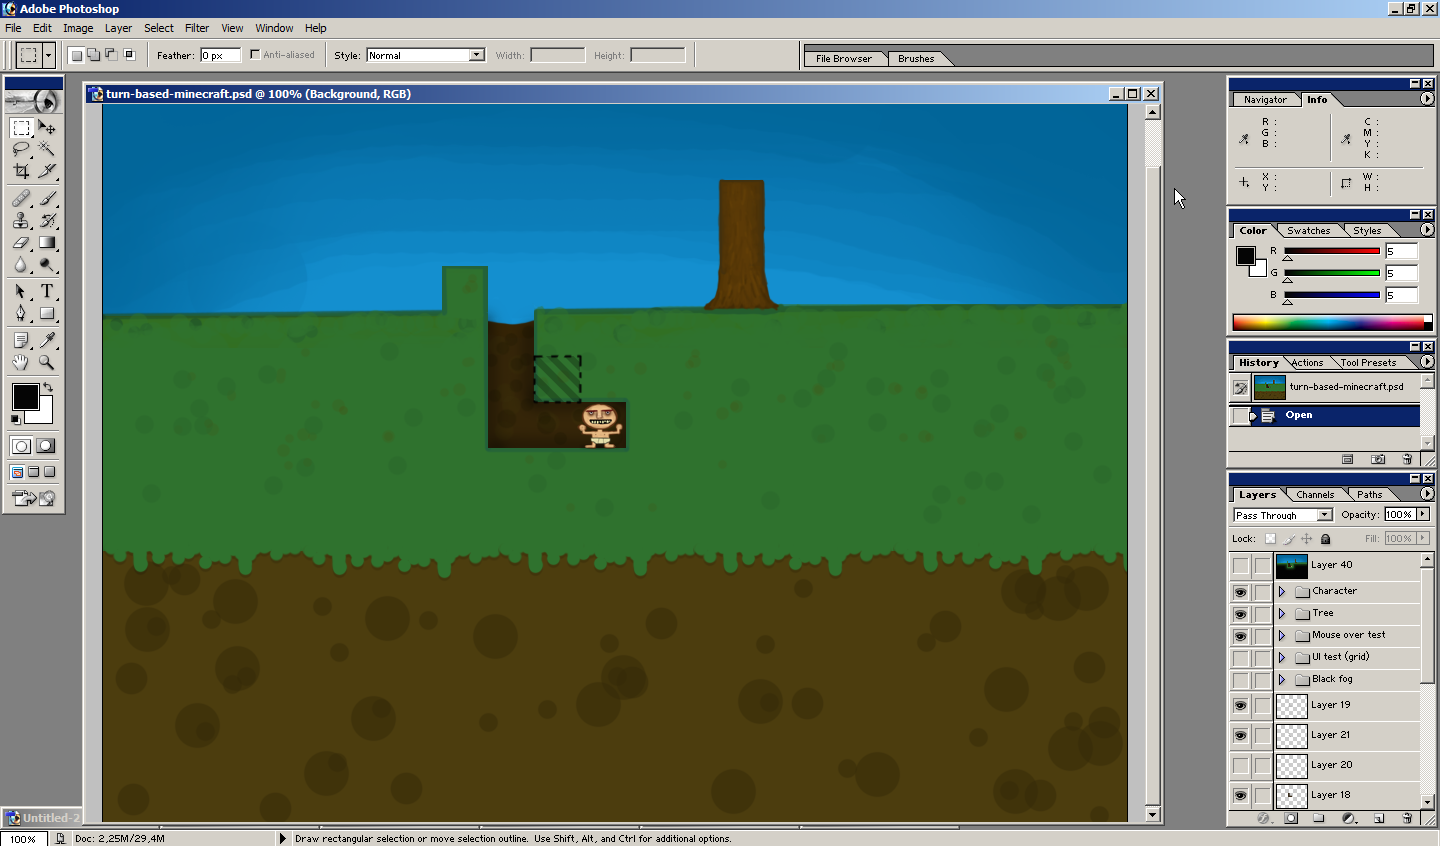 Adobe Photoshop
File Edit Image Layer Select Filter View Window Help
Feather: 0 px Anti-aliased Style: Normal Width: Height:
File Browser Brushes
turn-based-minecraft.psd @ 100% (Background, RGB)
Navigator Info
R : C :
G : M :
B : Y :
K :
X : W :
Y : H :
Color Swatches Styles
R 5
G 5
B 5
History Actions Tool Presets
turn-based-minecraft.psd
Open
Layers Channels Paths
Pass Through Opacity: 100%
Lock: Fill: 100%
Layer 40
Character
Tree
Mouse over test
UI test (grid)
Black fog
Layer 19
Layer 21
Layer 20
Layer 18
Untitled-2
100% Doc: 2,25M/29,4M Draw rectangular selection or move selection outline. Use Shift, Alt, and Ctrl for additional options.